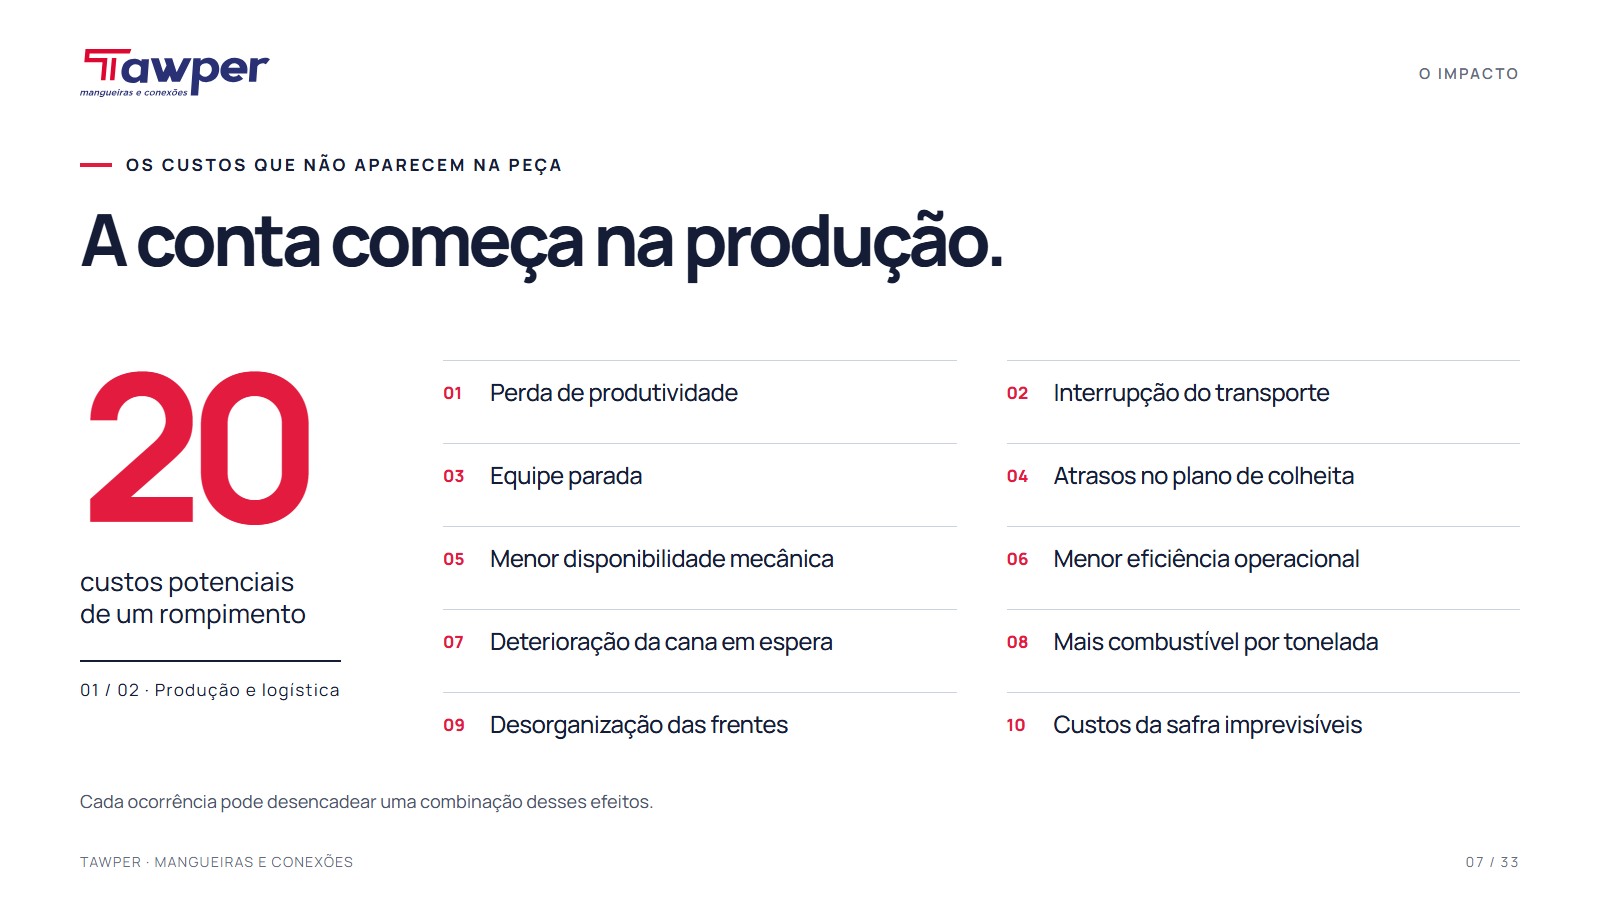 Tawper
mangueiras e conexões
O IMPACTO
OS CUSTOS QUE NÃO APARECEM NA PEÇA
A conta começa na produção.
20
custos potenciais
de um rompimento
01 / 02 · Produção e logística
01 Perda de produtividade
02 Interrupção do transporte
03 Equipe parada
04 Atrasos no plano de colheita
05 Menor disponibilidade mecânica
06 Menor eficiência operacional
07 Deterioração da cana em espera
08 Mais combustível por tonelada
09 Desorganização das frentes
10 Custos da safra imprevisíveis
Cada ocorrência pode desencadear uma combinação desses efeitos.
TAWPER · MANGUEIRAS E CONEXÕES
07 / 33